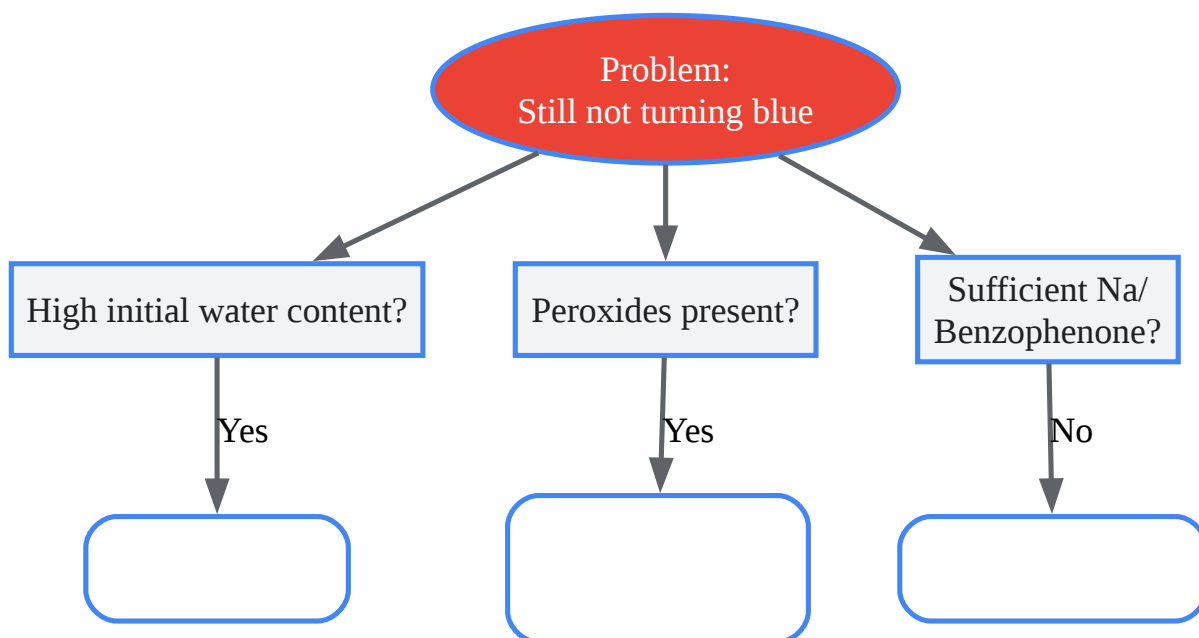 Problem:
Still not turning blue
High initial water content?
Peroxides present?
Sufficient Na/
Benzophenone?
Yes
Yes
No